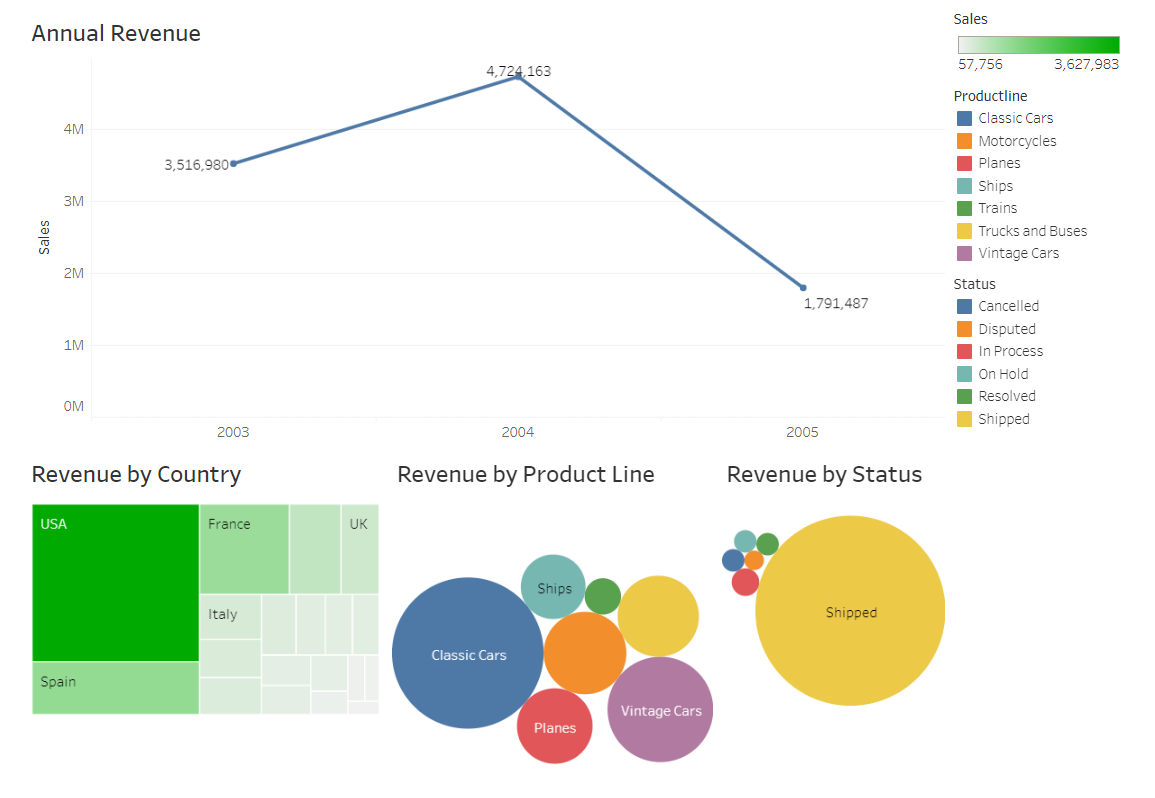 Annual Revenue
4,724,163
3,516,980
1,791,487
4M
3M
2M
1M
0M
Sales
2003 2004 2005
Sales
57,756 3,627,983
Productline
Classic Cars
Motorcycles
Planes
Ships
Trains
Trucks and Buses
Vintage Cars
Status
Cancelled
Disputed
In Process
On Hold
Resolved
Shipped
Revenue by Country
USA
France
UK
Italy
Spain
Revenue by Product Line
Ships
Classic Cars
Vintage Cars
Planes
Revenue by Status
Shipped